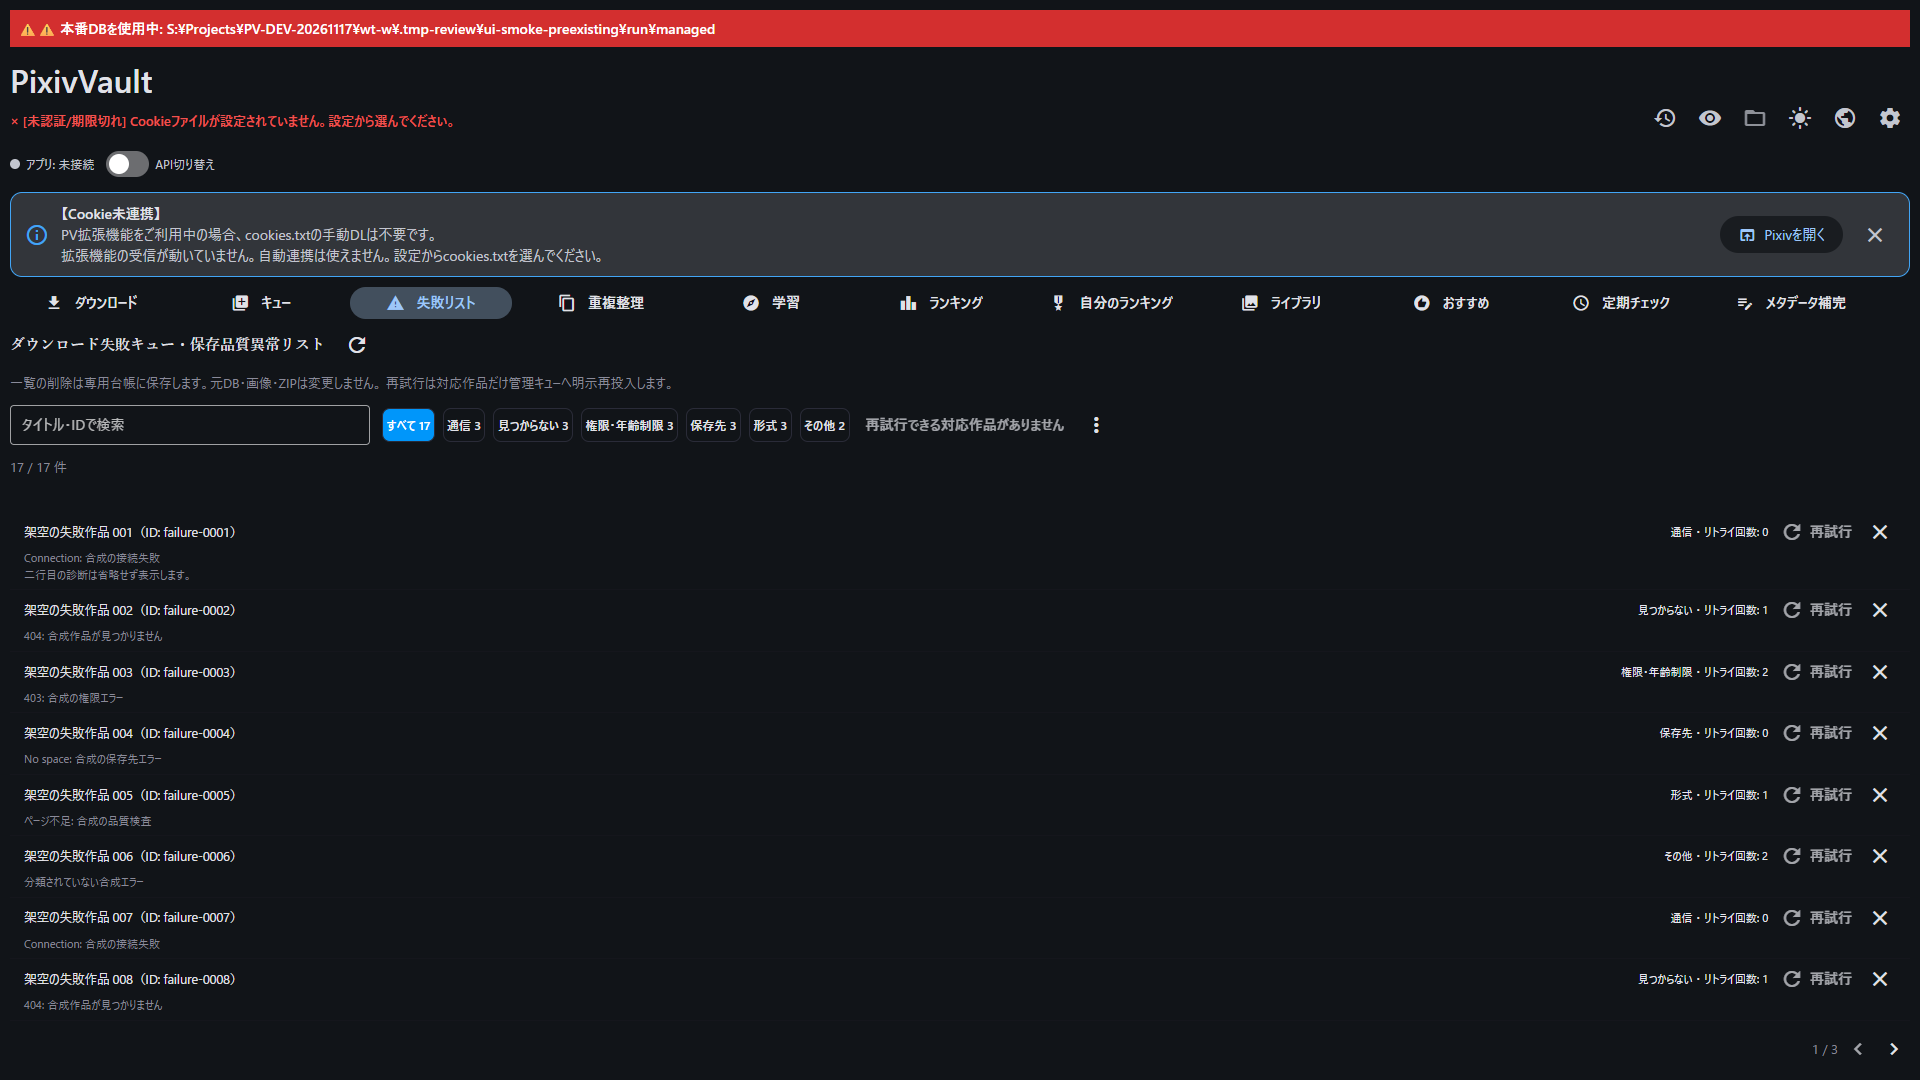 本番DBを使用中: S:¥Projects¥PV-DEV-20261117¥wt-w¥.tmp-review¥ui-smoke-preexisting¥run¥managed
PixivVault
× [未認証/期限切れ] Cookieファイルが設定されていません。設定から選んでください。
アプリ: 未接続 API切り替え
【Cookie未連携】
PV拡張機能をご利用中の場合、cookies.txtの手動DLは不要です。
拡張機能の受信が動いていません。自動連携は使えません。設定からcookies.txtを選んでください。
Pixivを開く
ダウンロード キュー 失敗リスト 重複整理 学習 ランキング 自分のランキング ライブラリ おすすめ 定期チェック メタデータ補完
ダウンロード失敗キュー・保存品質異常リスト
一覧の削除は専用台帳に保存します。元DB・画像・ZIPは変更しません。再試行は対応作品だけ管理キューへ明示再投入します。
タイトル・IDで検索 すべて 17 通信 3 見つからない 3 権限・年齢制限 3 保存先 3 形式 3 その他 2 再試行できる対応作品がありません
17 / 17 件
架空の失敗作品 001（ID: failure-0001） 通信・リトライ回数: 0 再試行
Connection: 合成の接続失敗
二行目の診断は省略せず表示します。
架空の失敗作品 002（ID: failure-0002） 見つからない・リトライ回数: 1 再試行
404: 合成作品が見つかりません
架空の失敗作品 003（ID: failure-0003） 権限・年齢制限・リトライ回数: 2 再試行
403: 合成の権限エラー
架空の失敗作品 004（ID: failure-0004） 保存先・リトライ回数: 0 再試行
No space: 合成の保存先エラー
架空の失敗作品 005（ID: failure-0005） 形式・リトライ回数: 1 再試行
ページ不足: 合成の品質検査
架空の失敗作品 006（ID: failure-0006） その他・リトライ回数: 2 再試行
分類されていない合成エラー
架空の失敗作品 007（ID: failure-0007） 通信・リトライ回数: 0 再試行
Connection: 合成の接続失敗
架空の失敗作品 008（ID: failure-0008） 見つからない・リトライ回数: 1 再試行
404: 合成作品が見つかりません
1 / 3